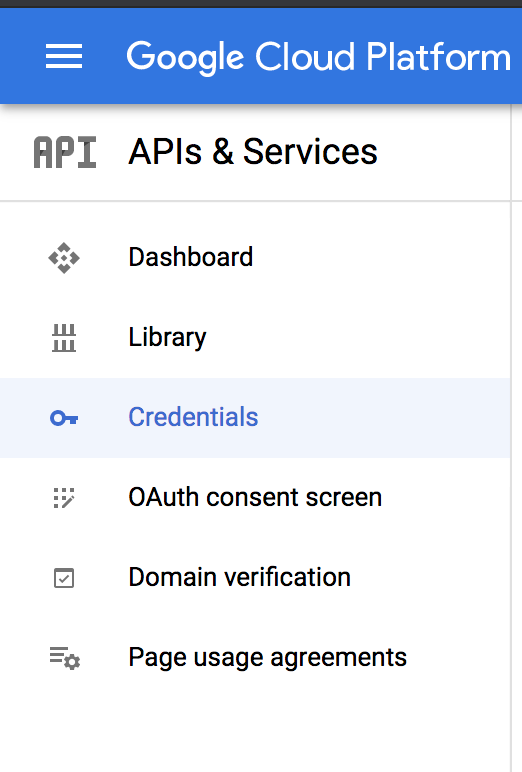 Google Cloud Platform
API APIs & Services
Dashboard
Library
Credentials
OAuth consent screen
Domain verification
Page usage agreements